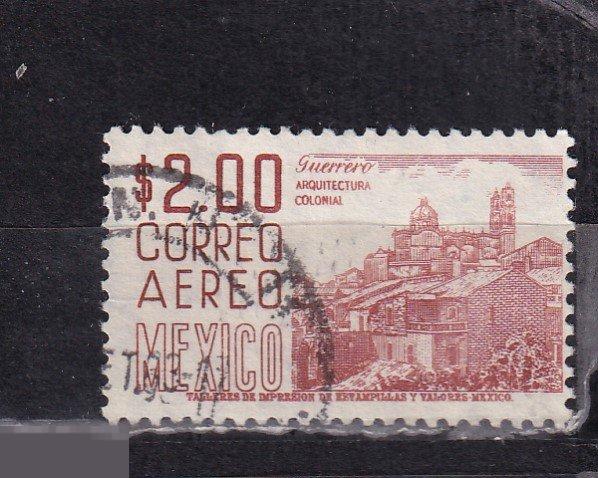 $2.00
Guerrero
ARQUITECTURA
COLONIAL
CORREO
AEREO
MEXICO
TALLERES DE IMPRESION DE ESTAMPILLAS Y VALORES-MEXICO.